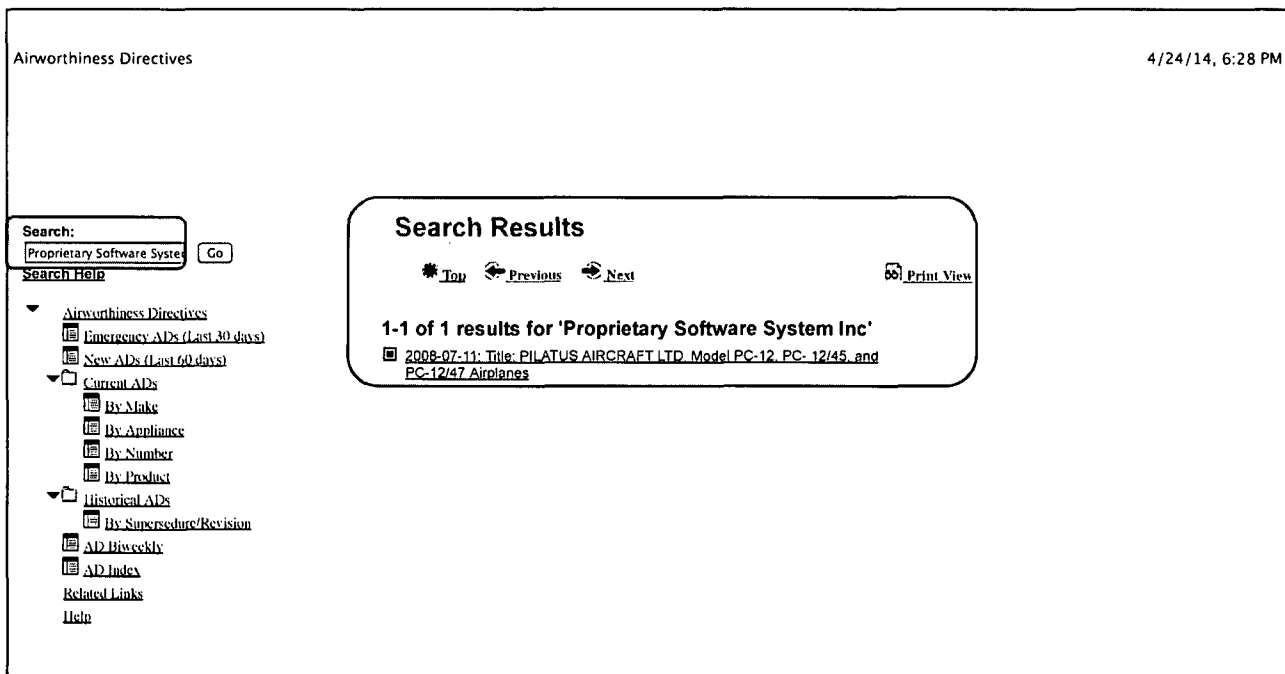 Airworthiness Directives
4/24/14, 6:28 PM
Search:
Proprietary Software Syster
Go
Search Help
Airworthiness Directives
Emergency ADs (Last 30 days)
New ADs (Last 60 days)
Current ADs
By Make
By Appliance
By Number
By Product
Historical ADs
By Supersedure/Revision
AD Biweekly
AD Index
Related Links
Help
Search Results
Top Previous Next Print View
1-1 of 1 results for 'Proprietary Software System Inc'
2008-07-11: Title: PILATUS AIRCRAFT LTD Model PC-12, PC- 12/45, and
PC-12/47 Airplanes